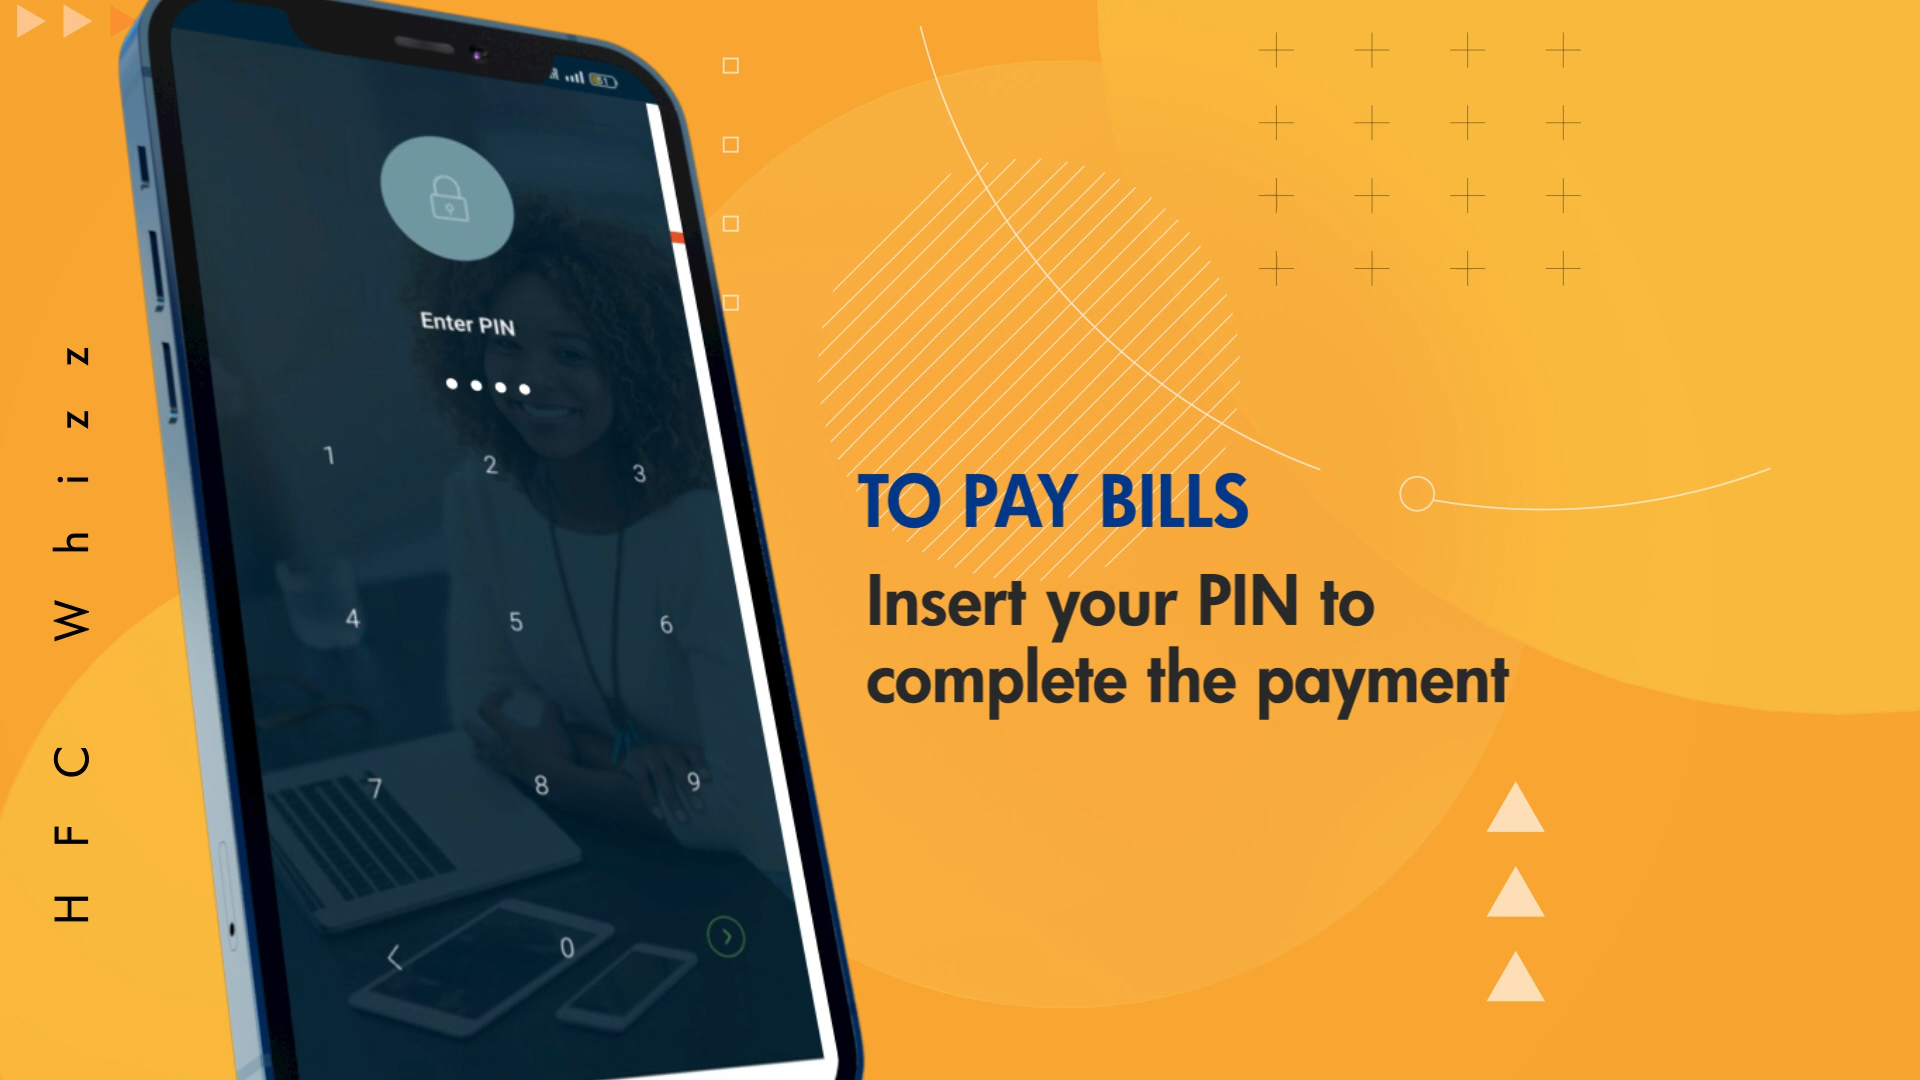 HFC Whizz
Enter PIN
1 2 3
4 5 6
7 8 9
0
TO PAY BILLS
Insert your PIN to
complete the payment